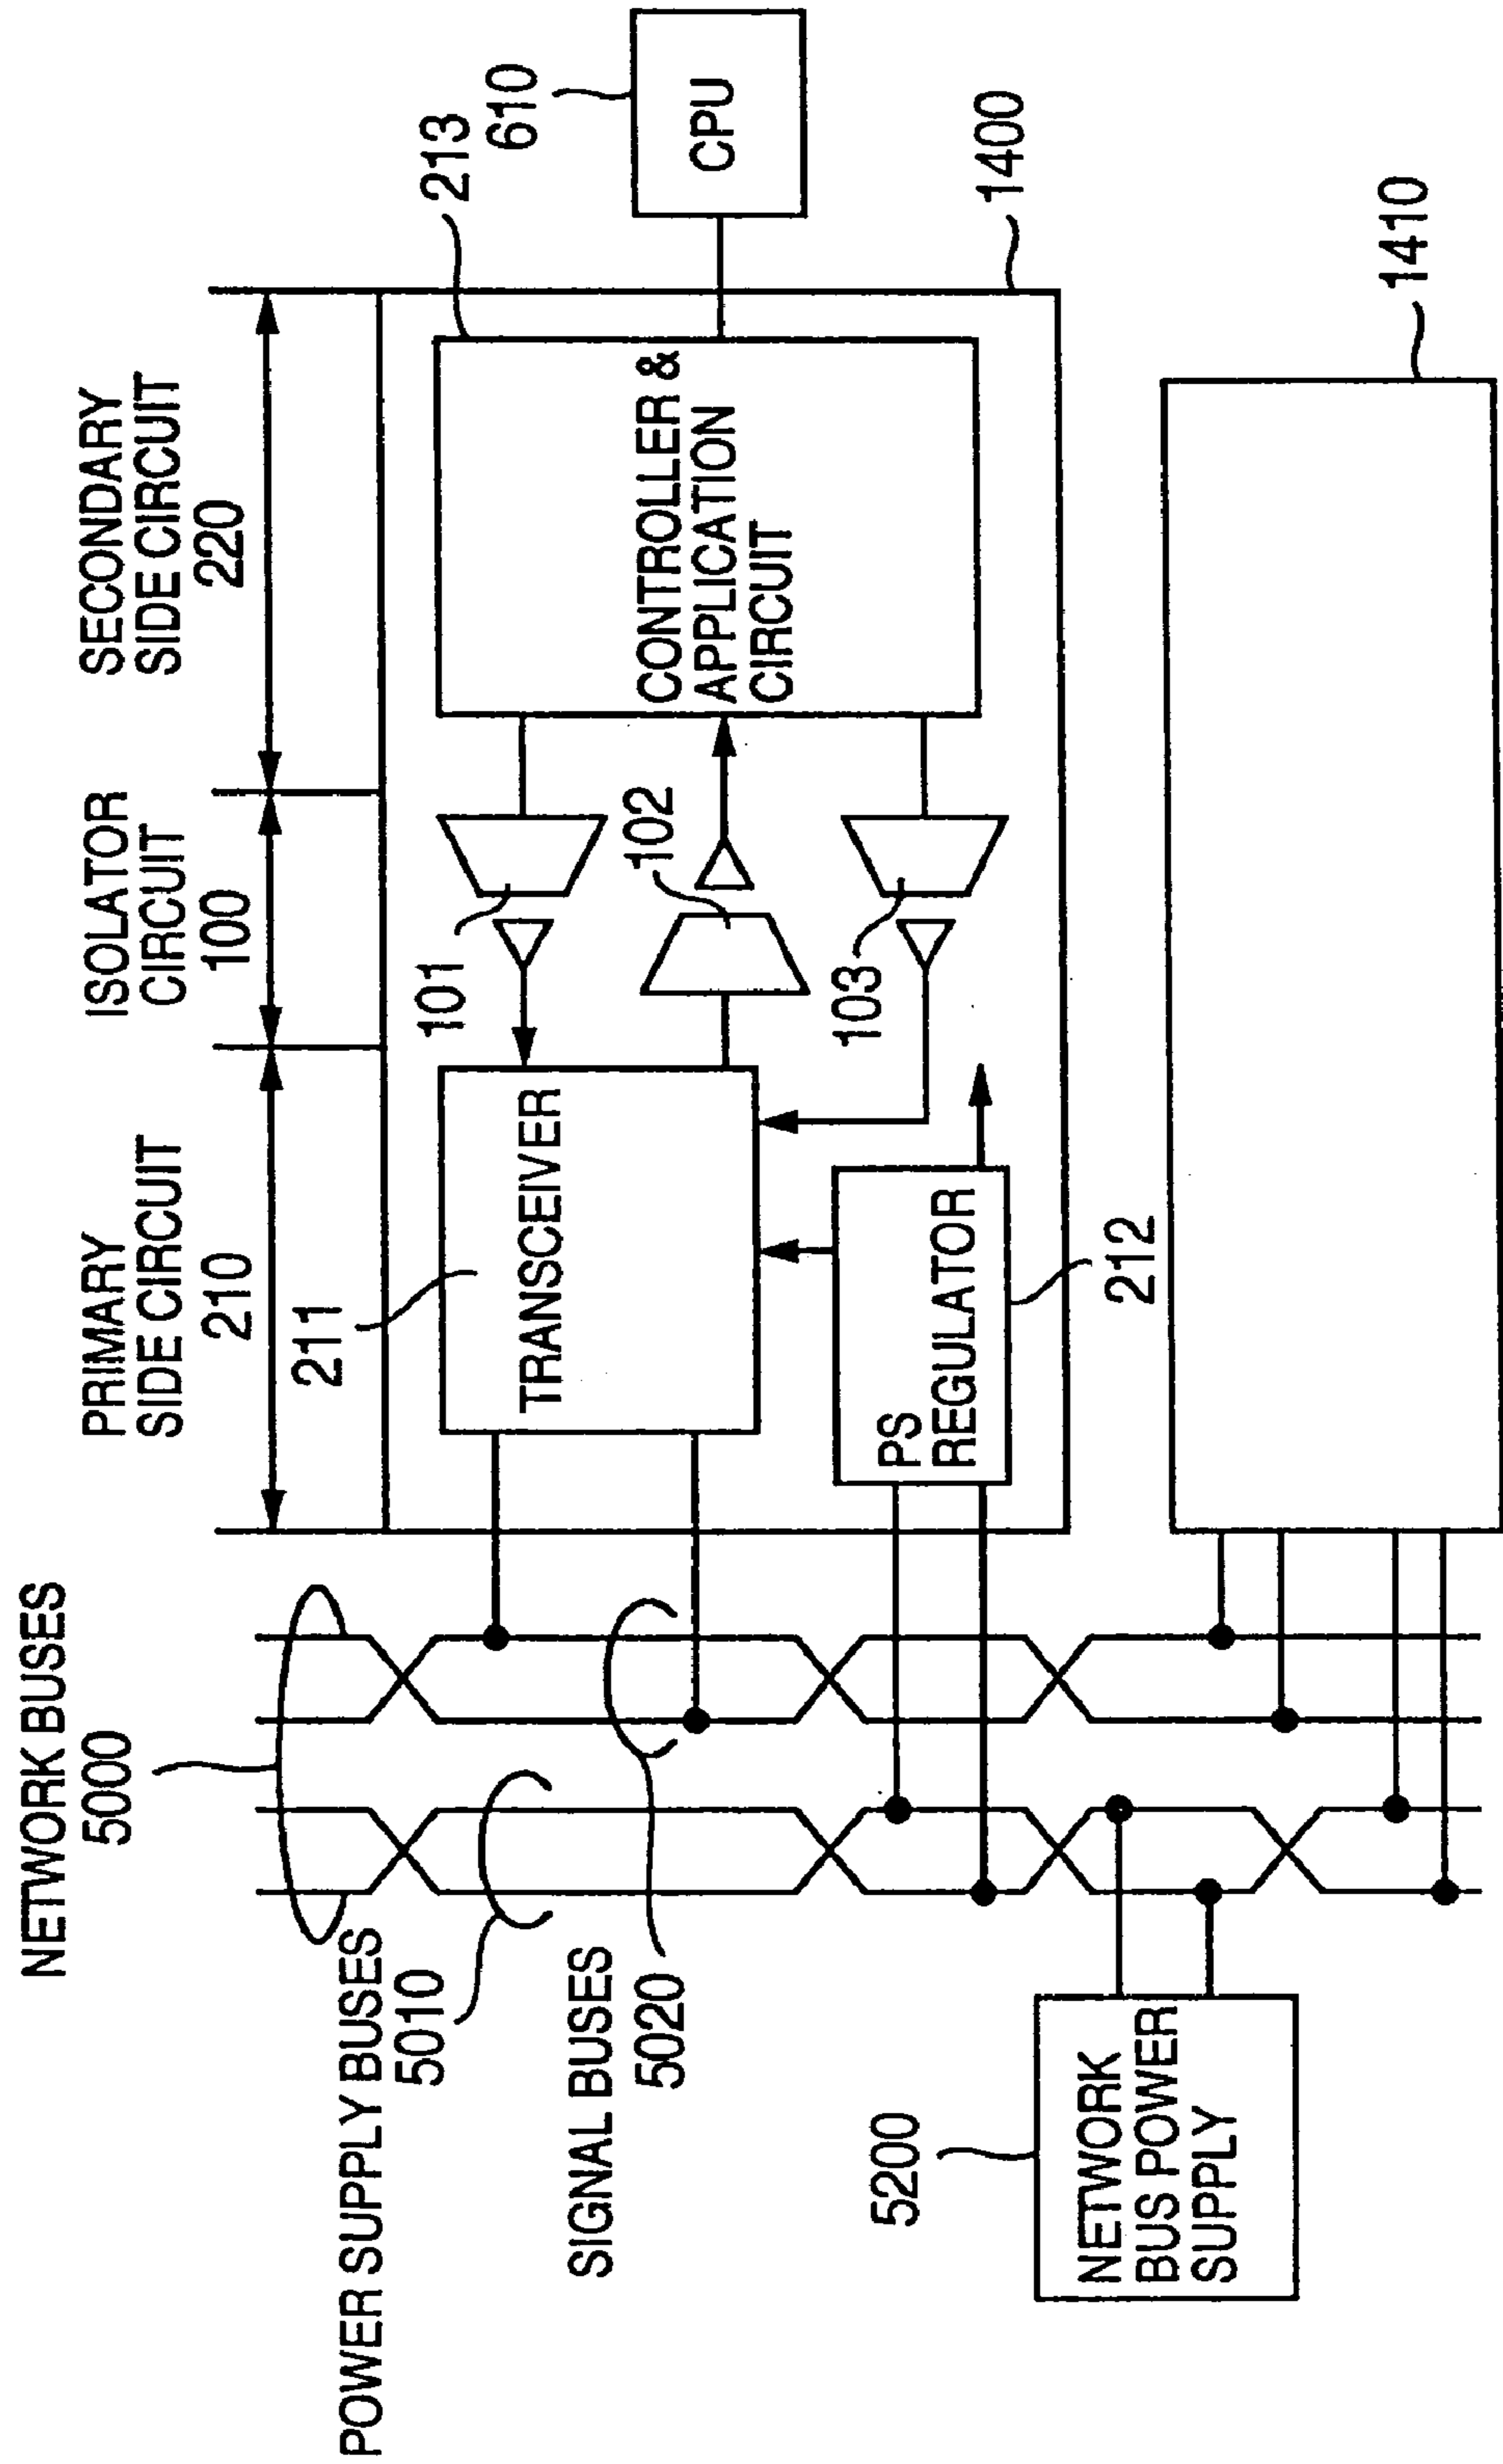 NETWORK BUSES
5000
POWER SUPPLY BUSES
5010
SIGNAL BUSES
5020
5200
NETWORK
BUS POWER
SUPPLY
PRIMARY
SIDE CIRCUIT
210
ISOLATOR
CIRCUIT
100
SECONDARY
SIDE CIRCUIT
220
211
TRANSCEIVER
PS
REGULATOR
212
101
102
103
CONTROLLER &
APPLICATION
CIRCUIT
213
CPU
610
1400
1410